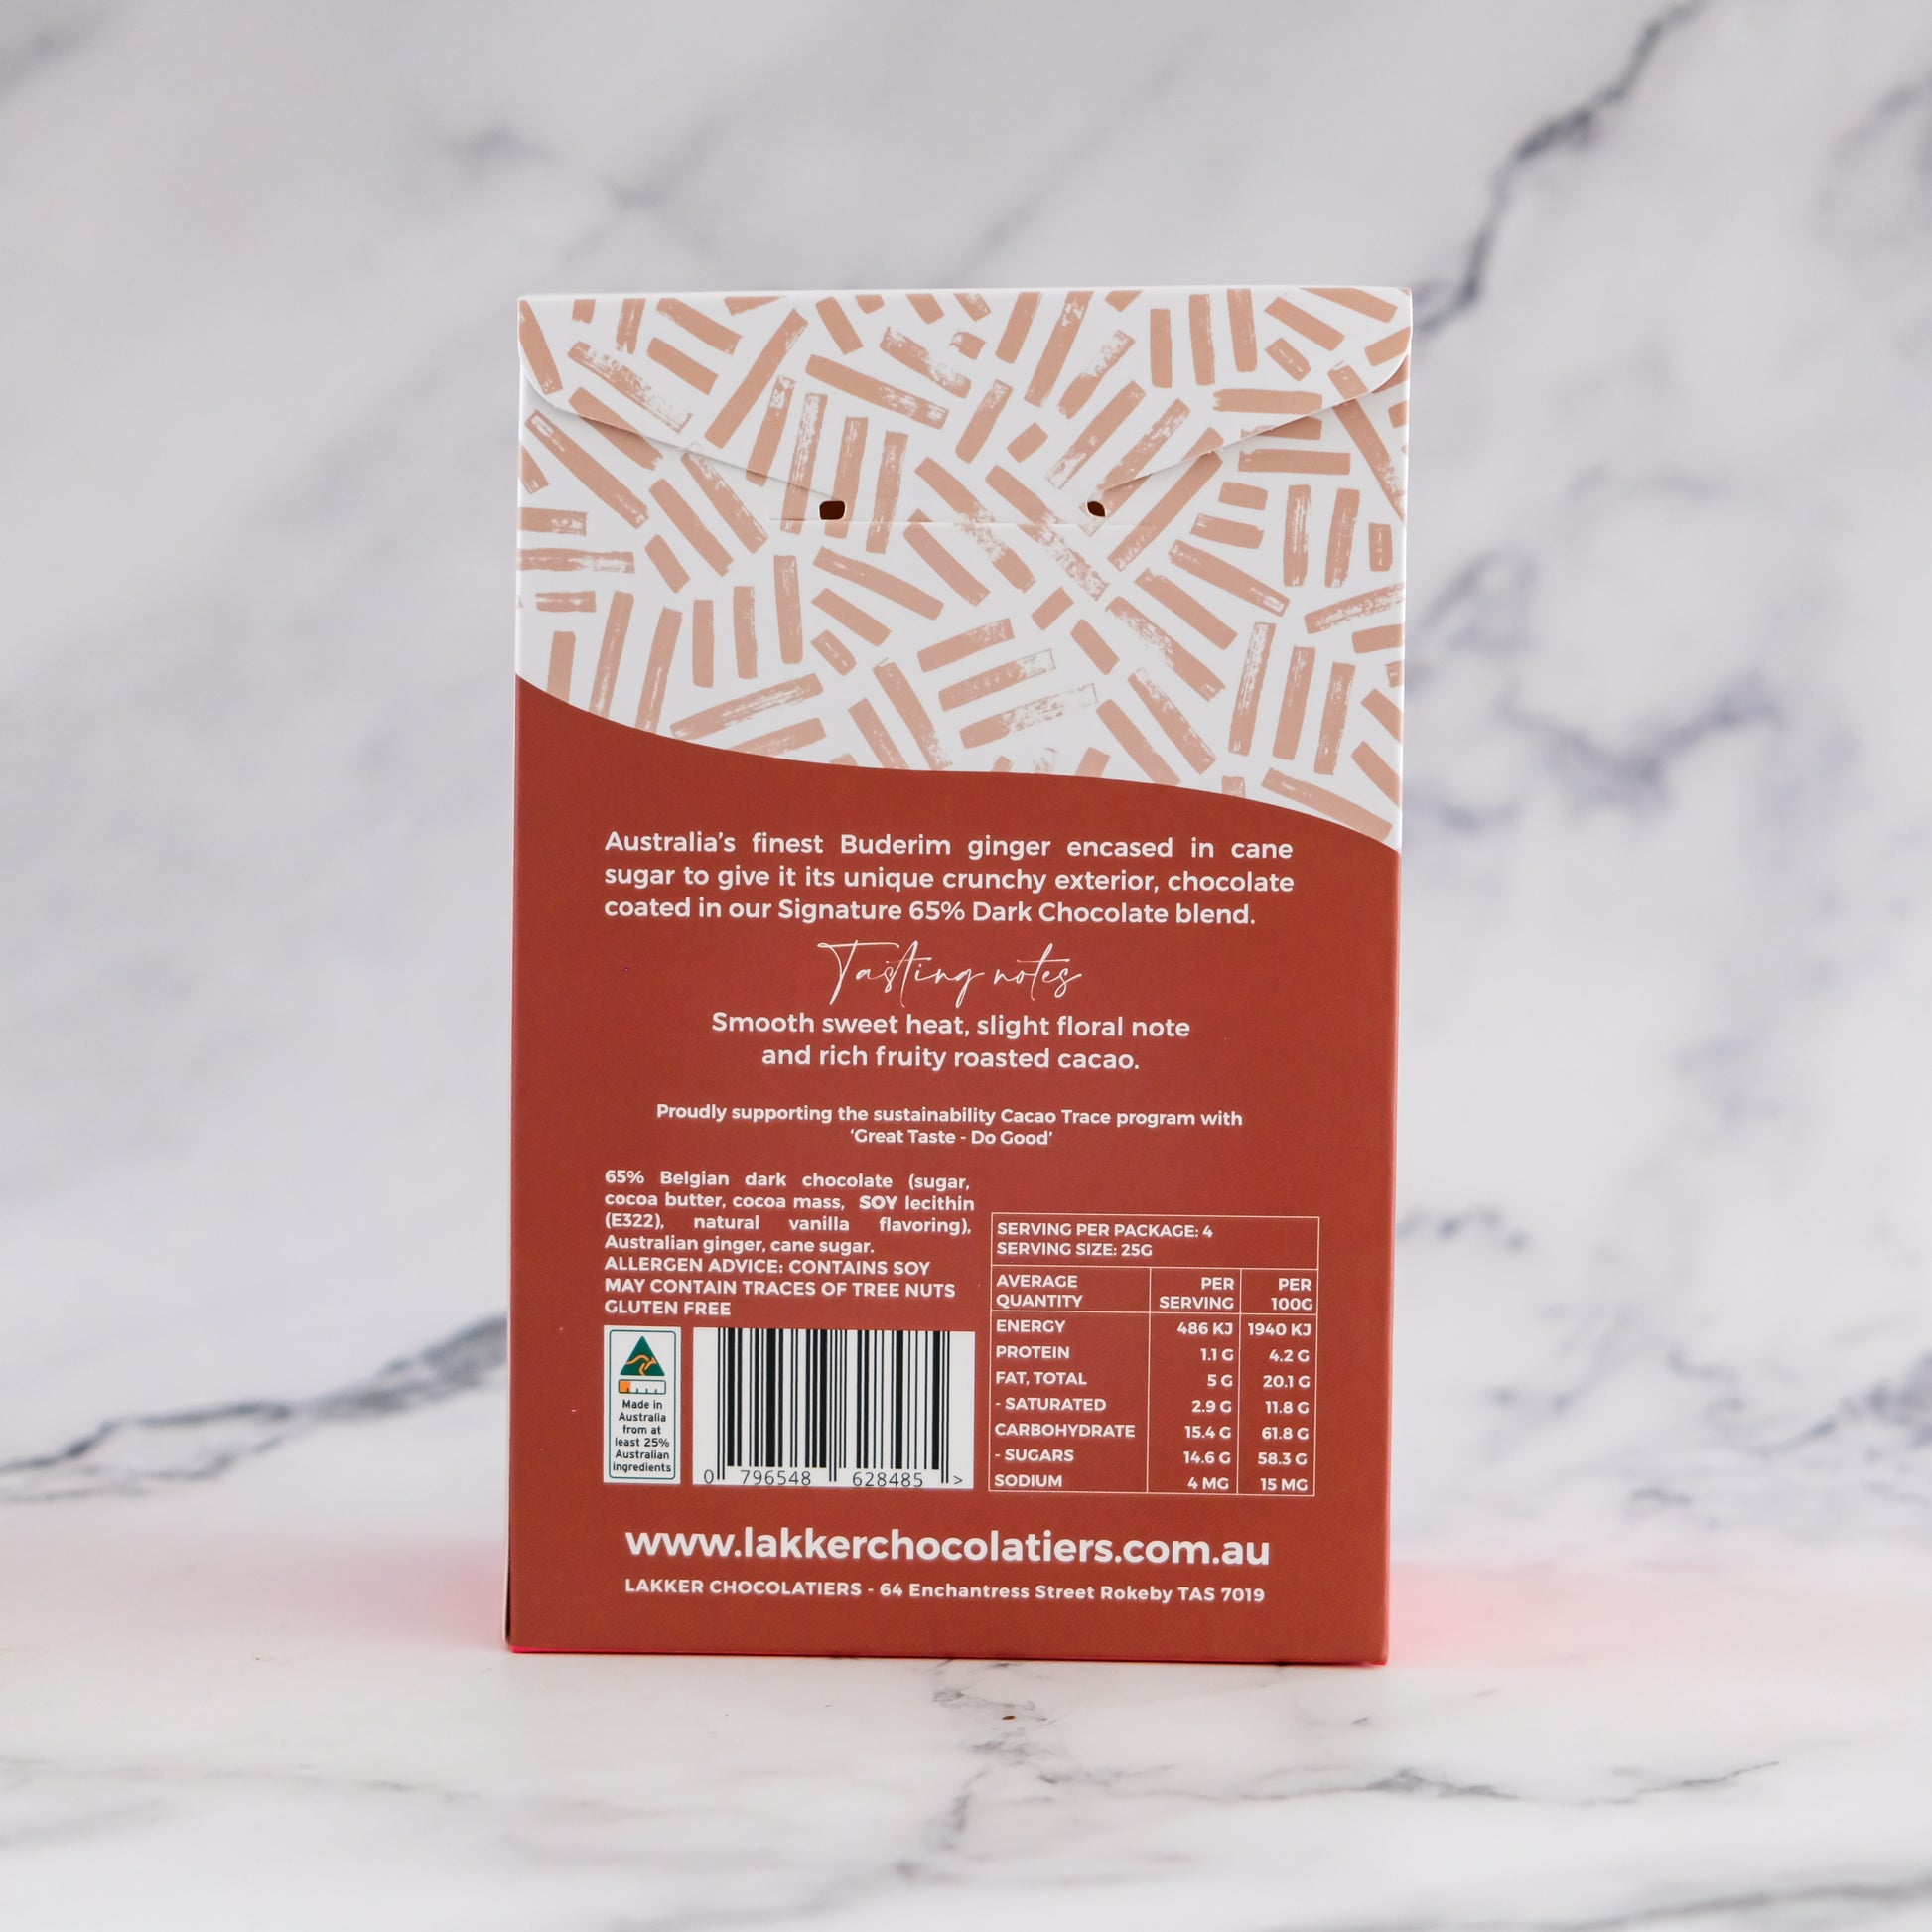 Australia's finest Buderim ginger encased in cane
sugar to give it its unique crunchy exterior, chocolate
coated in our Signature 65% Dark Chocolate blend.
Tasting notes
Smooth sweet heat, slight floral note
and rich fruity roasted cacao.
Proudly supporting the sustainability Cacao Trace program with
'Great Taste - Do Good'
65% Belgian dark chocolate (sugar,
cocoa butter, cocoa mass, SOY lecithin
(E322), natural vanilla flavoring),
Australian ginger, cane sugar.
ALLERGEN ADVICE: CONTAINS SOY
MAY CONTAIN TRACES OF TREE NUTS
GLUTEN FREE
Made in
Australia
from at
least 25%
Australian
ingredients
0 796548 628485 >
SERVING PER PACKAGE: 4
SERVING SIZE: 25G
AVERAGE QUANTITY PER SERVING PER 100G
ENERGY 486 KJ 1940 KJ
PROTEIN 1.1 G 4.2 G
FAT, TOTAL 5 G 20.1 G
- SATURATED 2.9 G 11.8 G
CARBOHYDRATE 15.4 G 61.8 G
- SUGARS 14.6 G 58.3 G
SODIUM 4 MG 15 MG
www.lakkerchocolatiers.com.au
LAKKER CHOCOLATIERS - 64 Enchantress Street Rokeby TAS 7019